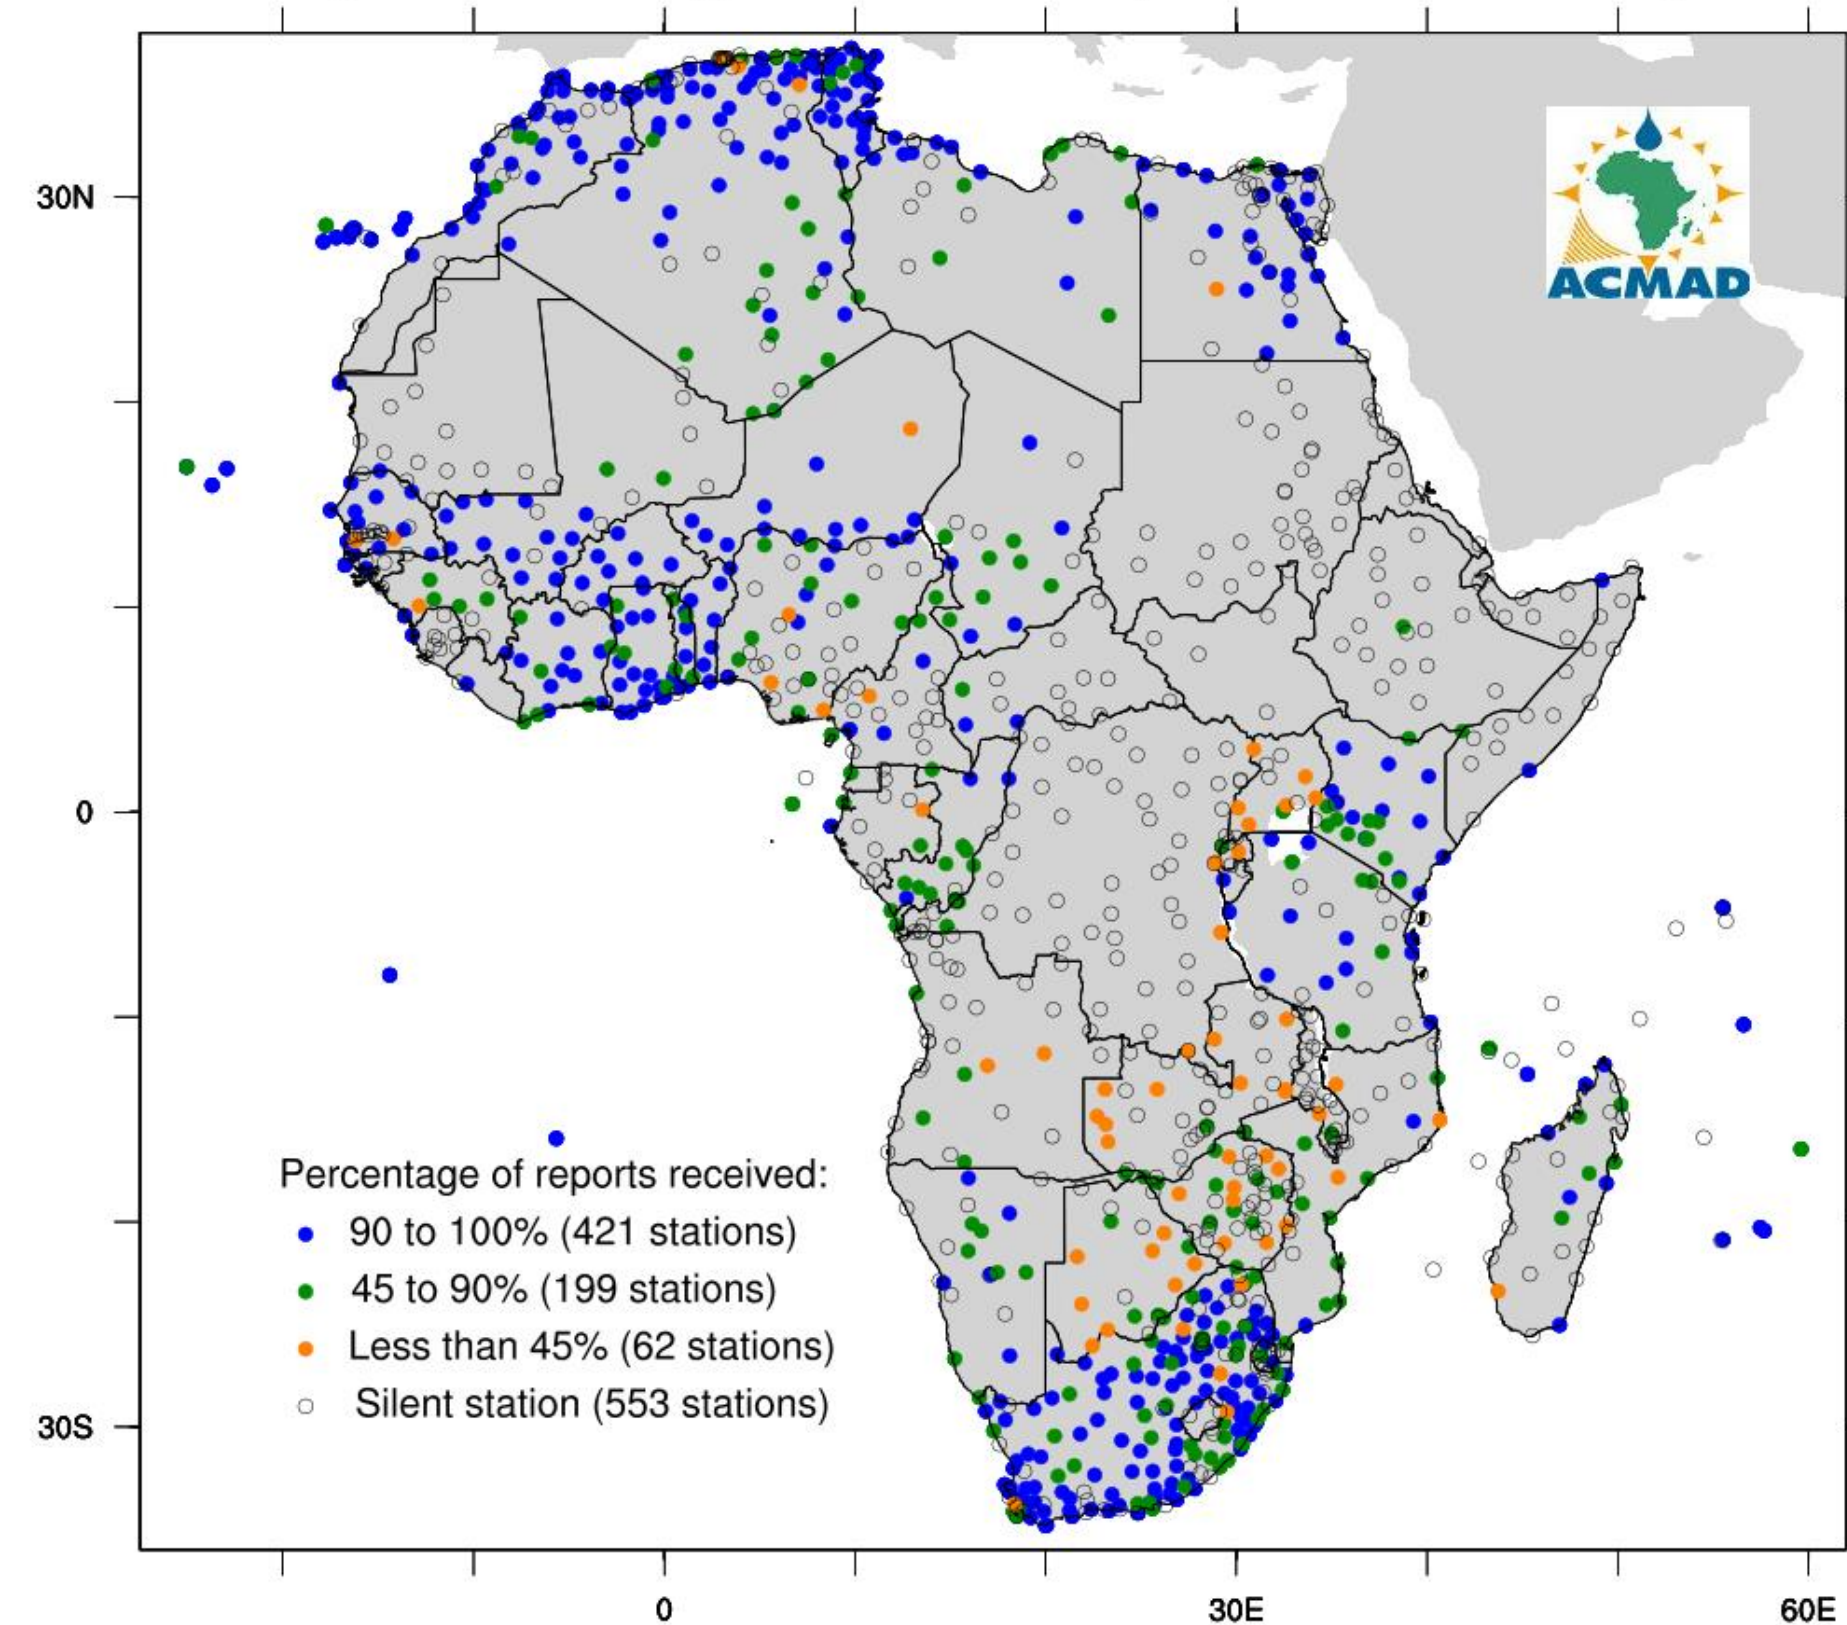 30N
ACMAD
0
Percentage of reports received:
90 to 100% (421 stations)
45 to 90% (199 stations)
Less than 45% (62 stations)
Silent station (553 stations)
30S
0 30E 60E